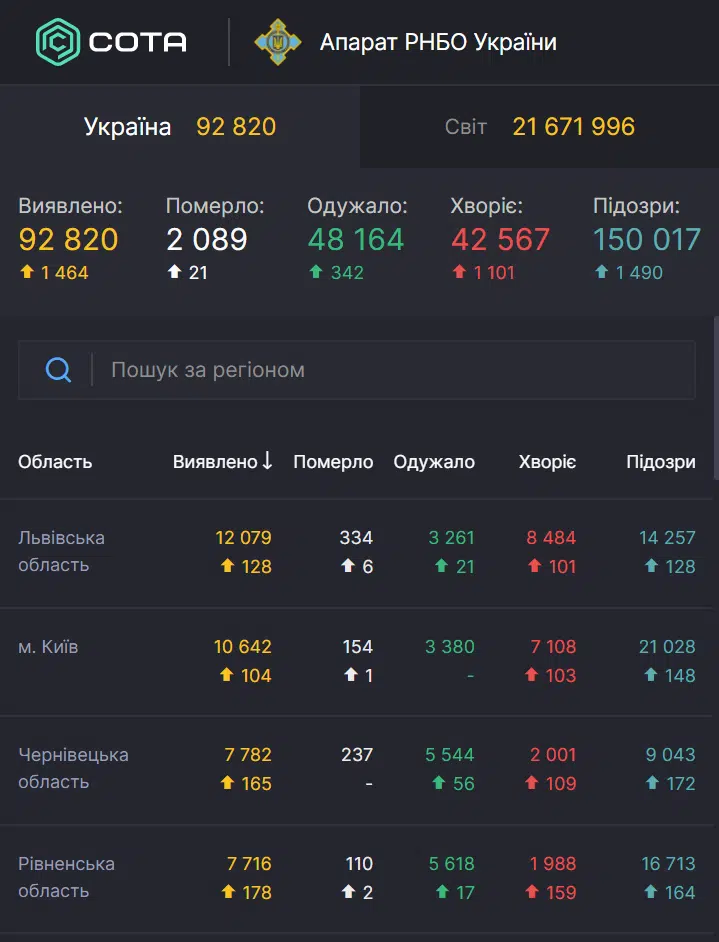 СОТА Апарат РНБО України
Україна 92 820 Світ 21 671 996
Виявлено: Померло: Одужало: Хворіє: Підозри:
92 820 2 089 48 164 42 567 150 017
1 464 21 342 1 101 1 490
Пошук за регіоном
Область Виявлено↓ Померло Одужало Хворіє Підозри
Львівська 12 079 334 3 261 8 484 14 257
область 128 6 21 101 128
м. Київ 10 642 154 3 380 7 108 21 028
104 1 - 103 148
Чернівецька 7 782 237 5 544 2 001 9 043
область 165 - 56 109 172
Рівненська 7 716 110 5 618 1 988 16 713
область 178 2 17 159 164